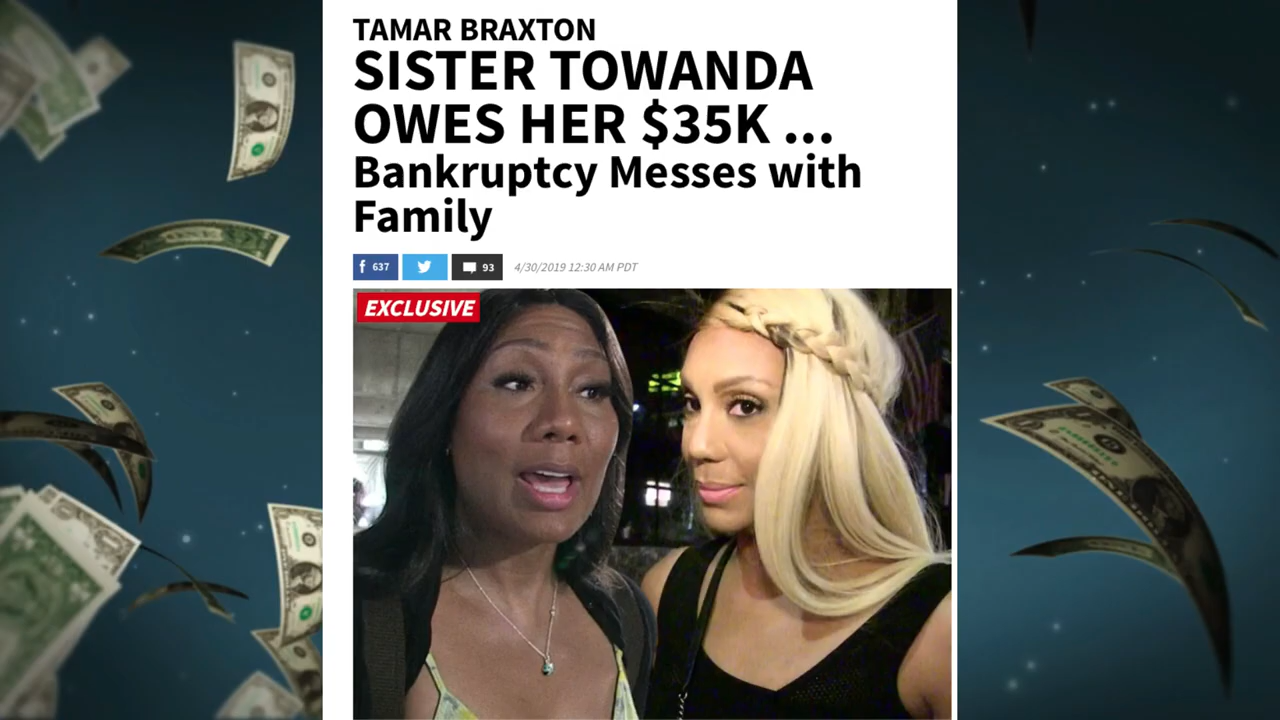 TAMAR BRAXTON
SISTER TOWANDA
OWES HER $35K ...
Bankruptcy Messes with
Family
f 637
93
4/30/2019 12:30 AM PDT
EXCLUSIVE
ONE